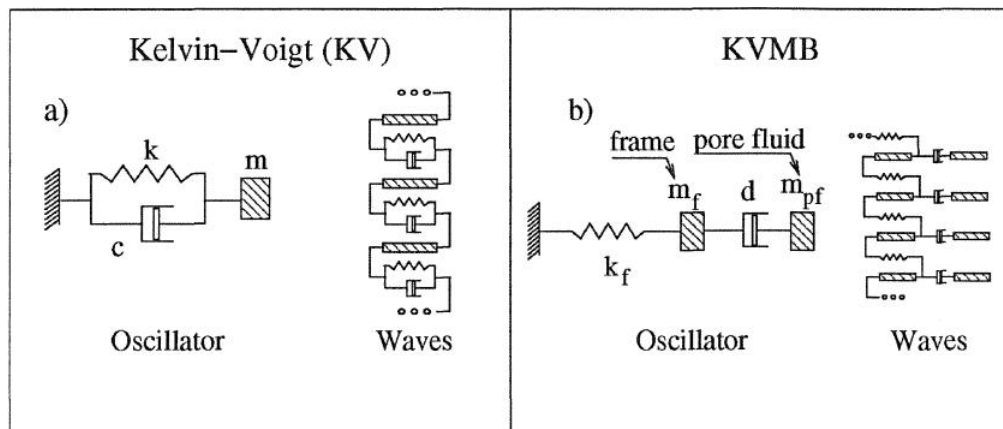 Kelvin–Voigt (KV)
a)
k
m
c
Oscillator
Waves
KVMB
b)
frame
pore fluid
m_f
d
m_pf
k_f
Oscillator
Waves